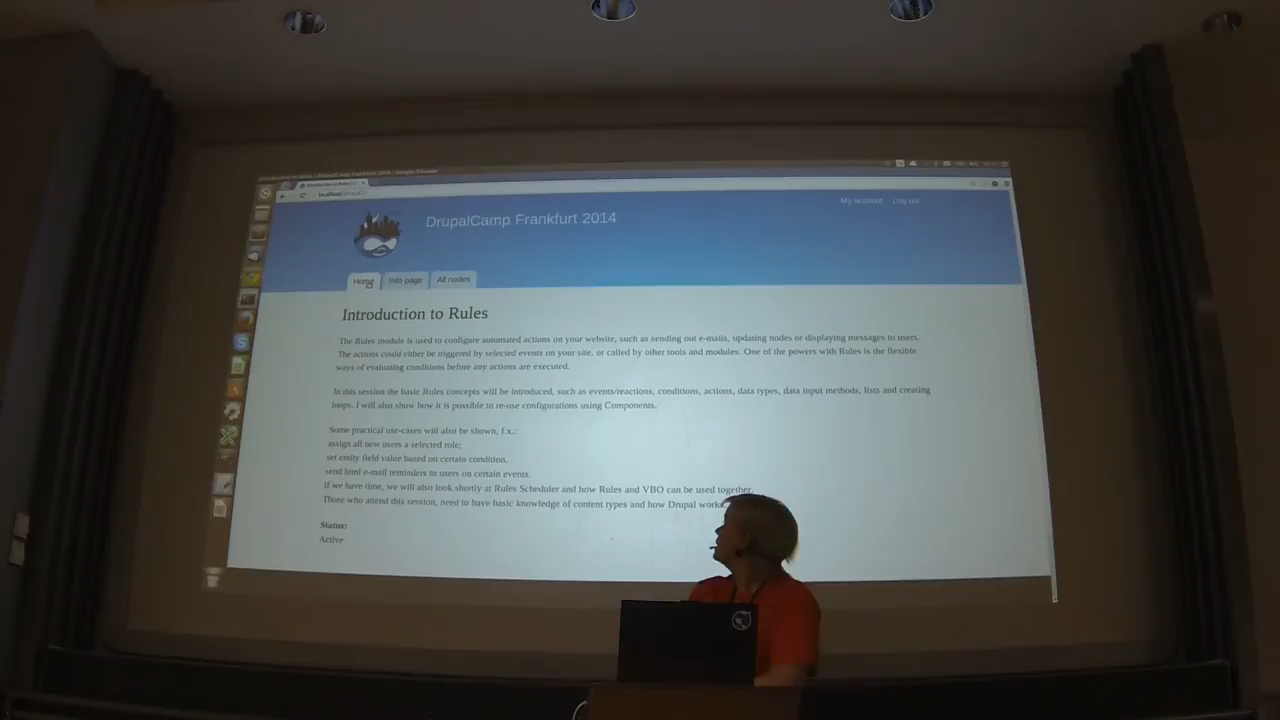 My account Log out
DrupalCamp Frankfurt 2014
Home Info page All nodes
Introduction to Rules
The Rules module is used to configure automated actions on your website, such as sending out e-mails, updating nodes or displaying messages to users.
The actions could either be triggered by selected events on your site, or called by other tools and modules. One of the powers with Rules is the flexible
ways of evaluating conditions before any actions are executed.
In this session the basic Rules concepts will be introduced, such as events/reactions, conditions, actions, data types, data input methods, lists and creating
loops. I will also show how it is possible to re-use configurations using Components.
Some practical use-cases will also be shown, f.x.:
assign all new users a selected role;
set entity field value based on certain condition.
send html e-mail reminders to users on certain events.
If we have time, we will also look shortly at Rules Scheduler and how Rules and VBO can be used together.
Those who attend this session, need to have basic knowledge of content types and how Drupal works.
Status:
Active